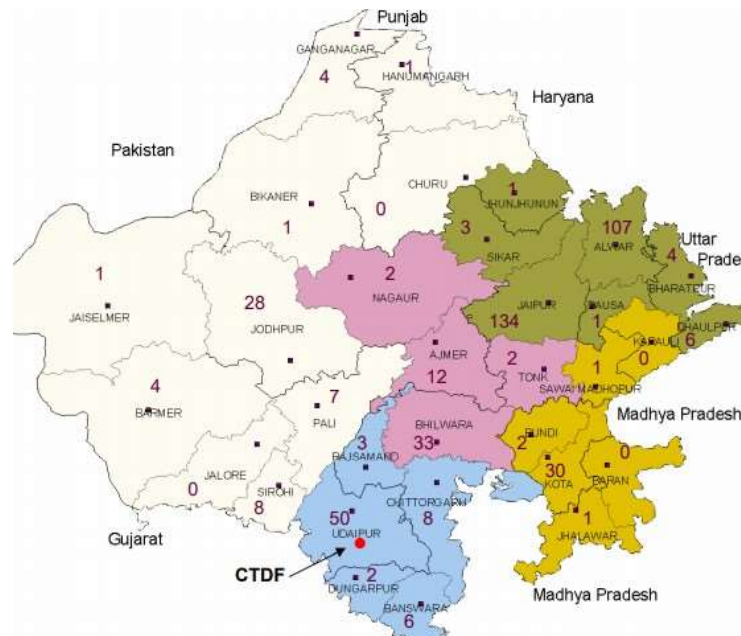 Punjab
GANGANAGAR
1
HANUMANGARH
4
Haryana
Pakistan
CHURU
BIKANER
0
1
1
JHUNJHUNUN
3
SIKAR
107
ALWAR
4
Uttar
Prade
BHARATPUR
1
JAISELMER
28
JODHPUR
2
NAGAUR
JAIPUR
134
DAUSA
1
DHAULPUR
6
KARAULI
0
AJMER
12
2
TONK
1
SAWAI MADHOPUR
4
BARMER
7
PALI
Madhya Pradesh
BHILWARA
33
BUNDI
2
3
RAJSAMAND
30
KOTA
0
BARAN
JALORE
0
SIROHI
8
CHITTORGARH
8
50
UDAIPUR
1
JHALAWAR
Gujarat
CTDF
2
DUNGARPUR
BANSWARA
6
Madhya Pradesh